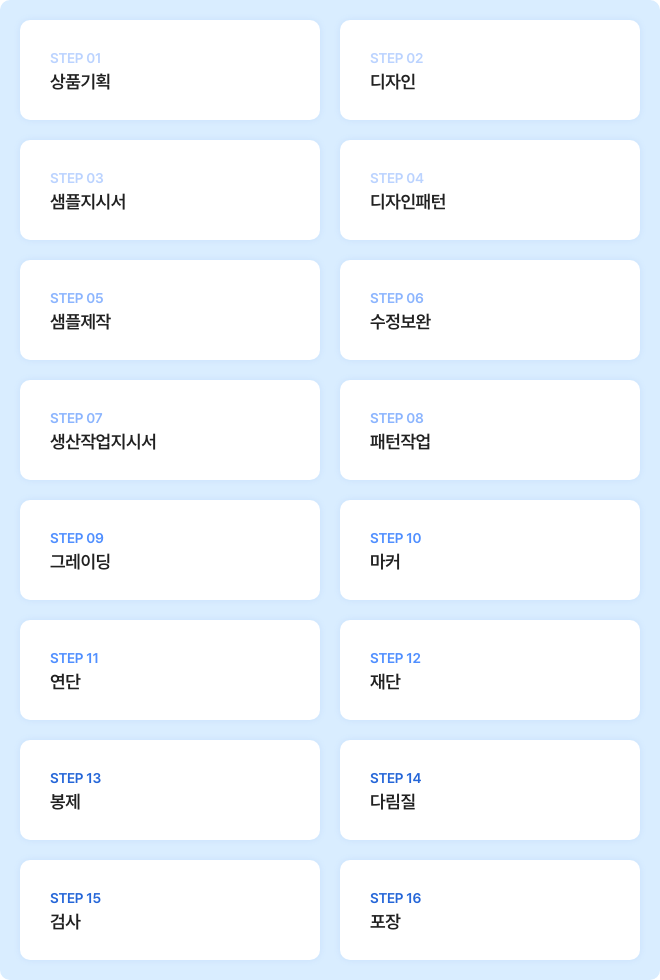 STEP 01
상품기획
STEP 02
디자인
STEP 03
샘플지시서
STEP 04
디자인패턴
STEP 05
샘플제작
STEP 06
수정보완
STEP 07
생산작업지시서
STEP 08
패턴작업
STEP 09
그레이딩
STEP 10
마커
STEP 11
연단
STEP 12
재단
STEP 13
봉제
STEP 14
다림질
STEP 15
검사
STEP 16
포장